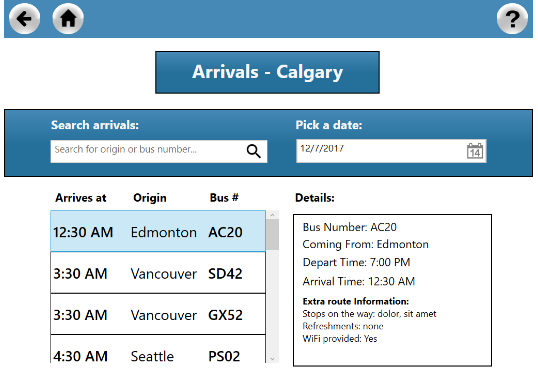 ?
Arrivals - Calgary
Search arrivals:
Pick a date:
Search for origin or bus number...
12/7/2017
14
Arrives at Origin Bus #
Details:
12:30 AM Edmonton AC20
3:30 AM Vancouver SD42
3:30 AM Vancouver GX52
4:30 AM Seattle PS02
Bus Number: AC20
Coming From: Edmonton
Depart Time: 7:00 PM
Arrival Time: 12:30 AM
Extra route Information:
Stops on the way: dolor, sit amet
Refreshments: none
WiFi provided: Yes